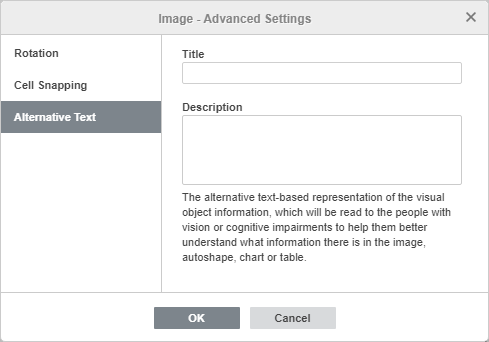 Image - Advanced Settings
Rotation
Cell Snapping
Alternative Text
Title
Description
The alternative text-based representation of the visual
object information, which will be read to the people with
vision or cognitive impairments to help them better
understand what information there is in the image,
autoshape, chart or table.
OK
Cancel